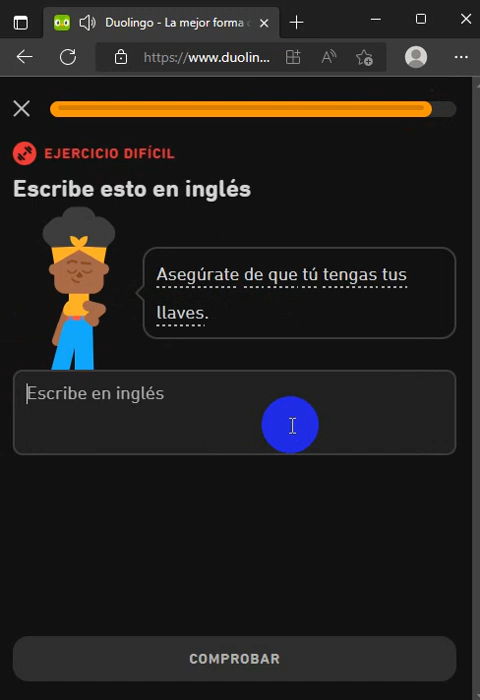 Duolingo - La mejor forma
https://www.duolin...
EJERCICIO DIFÍCIL
Escribe esto en inglés
Asegúrate de que tú tengas tus
llaves.
Escribe en inglés
COMPROBAR